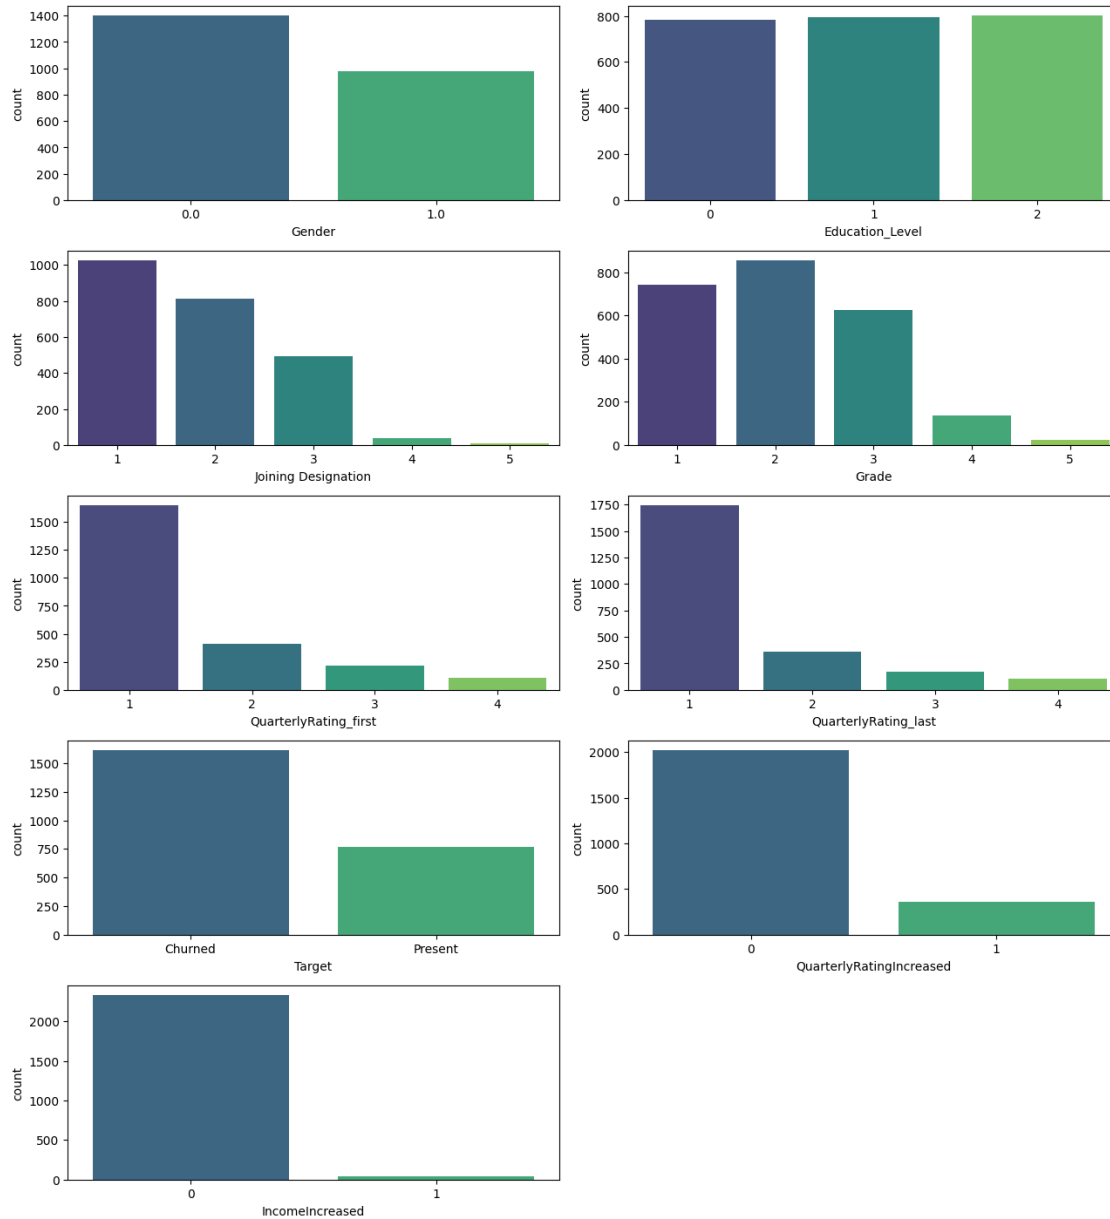 1400
1200
1000
800
600
400
200
0
count
0.0 1.0
Gender
800
600
400
200
0
count
0 1 2
Education_Level
1000
800
600
400
200
0
count
1 2 3 4 5
Joining Designation
800
600
400
200
0
count
1 2 3 4 5
Grade
1500
1250
1000
750
500
250
0
count
1 2 3 4
QuarterlyRating_first
1750
1500
1250
1000
750
500
250
0
count
1 2 3 4
QuarterlyRating_last
1500
1250
1000
750
500
250
0
count
Churned Present
Target
2000
1500
1000
500
0
count
0 1
QuarterlyRatingIncreased
2000
1500
1000
500
0
count
0 1
IncomeIncreased